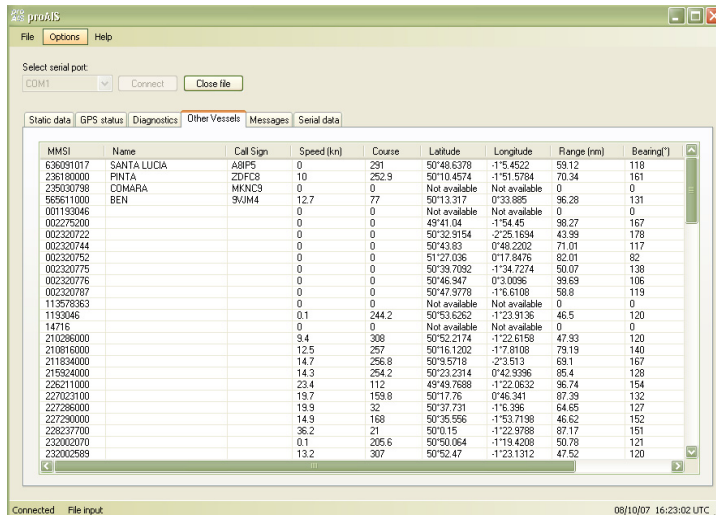 proAIS
File Options Help
Select serial port:
COM1 Connect Close file
Static data GPS status Diagnostics Other Vessels Messages Serial data
MMSI Name Call Sign Speed (kn) Course Latitude Longitude Range (nm) Bearing(°)
636091017 SANTA LUCIA A8IP5 0 291 50°48.6378 -1°5.4522 59.12 118
236180000 PINTA ZDFC8 10 252.9 50°10.4574 -1°51.5784 70.34 161
235030798 COMARA MKNC9 0 0 Not available Not available 0 0
565611000 BEN 9VJM4 12.7 77 50°13.317 0°33.885 96.28 131
001193046 0 0 Not available Not available 0 0
002275200 0 0 49°41.04 -1°54.45 98.27 167
002320722 0 0 50°32.9154 -2°25.1694 43.99 178
002320744 0 0 50°43.83 0°48.2202 71.01 117
002320752 0 0 51°27.036 0°17.8476 82.01 82
002320775 0 0 50°39.7092 -1°34.7274 50.07 138
002320776 0 0 50°46.947 0°3.0096 99.69 106
002320787 0 0 50°47.9778 -1°6.6108 58.8 119
113578363 0 0 Not available Not available 0 0
1193046 0.1 244.2 50°53.6262 -1°23.9136 46.5 120
14716 0 0 Not available Not available 0 0
210286000 9.4 308 50°52.2174 -1°22.6158 47.93 120
210816000 12.5 257 50°16.1202 -1°7.8108 79.19 140
211834000 14.7 256.8 50°9.5718 -2°3.513 69.1 167
215924000 14.3 254.2 50°23.2314 0°42.9396 85.4 128
226211000 23.4 112 49°49.7688 -1°22.0632 96.74 154
227023100 19.7 159.8 50°17.76 0°46.341 87.39 132
227286000 19.9 32 50°37.731 -1°6.396 64.65 127
227290000 14.9 168 50°35.556 -1°53.7198 46.62 152
228237700 36.2 21 50°0.15 -1°22.9788 87.17 151
232002070 0.1 205.6 50°50.064 -1°19.4208 50.78 121
232002589 13.2 307 50°52.47 -1°23.1312 47.52 120
Connected File input 08/10/07 16:23:02 UTC